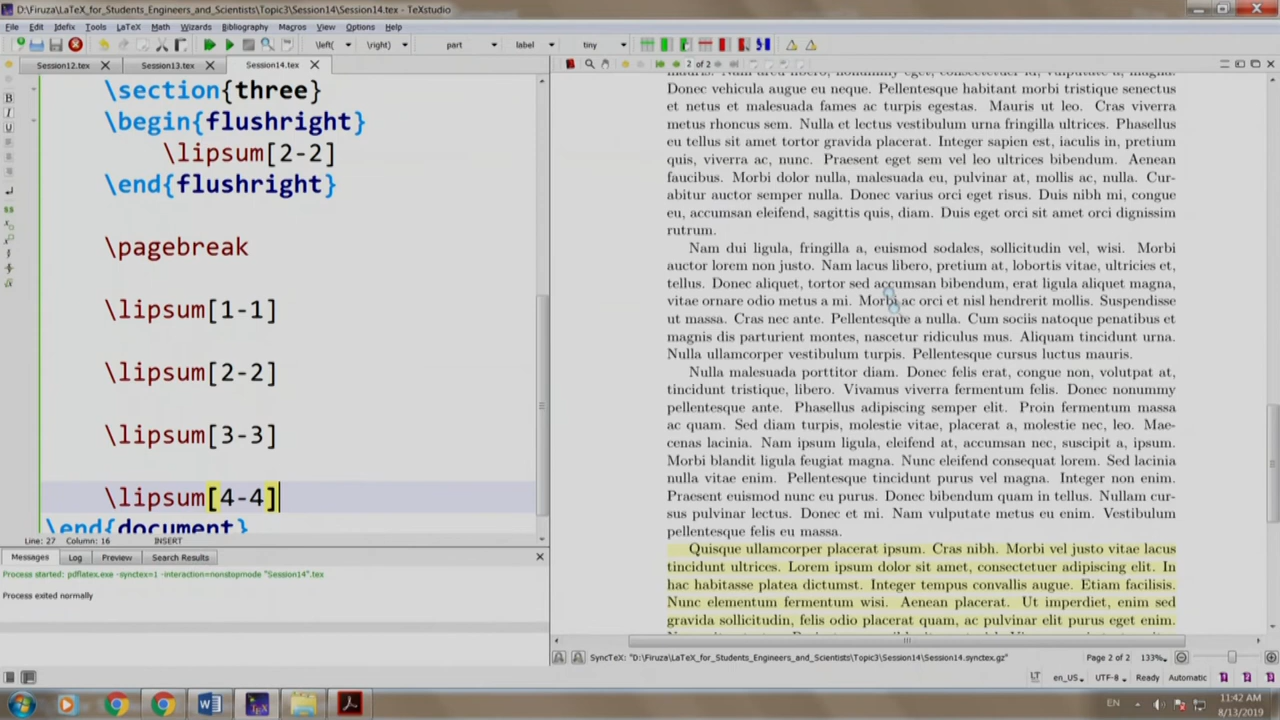 D:\Firuza\LaTeX_for_Students_Engineers_and_Scientists\Topic3\Session14\Session14.tex - TeXstudio
File Edit Idefix Tools LaTeX Math Wizards Bibliography Macros View Options Help
\left( \right) part label tiny
Session12.tex Session13.tex Session14.tex
2 of 2
\section{three}
\begin{flushright}
\lipsum[2-2]
\end{flushright}
\pagebreak
\lipsum[1-1]
\lipsum[2-2]
\lipsum[3-3]
\lipsum[4-4]
\end{document}
Line: 27 Column: 16 INSERT
Messages Log Preview Search Results
Process started: pdflatex.exe -synctex=1 -interaction=nonstopmode "Session14".tex
Process exited normally
Donec vehicula augue eu neque. Pellentesque habitant morbi tristique senectus
et netus et malesuada fames ac turpis egestas. Mauris ut leo. Cras viverra
metus rhoncus sem. Nulla et lectus vestibulum urna fringilla ultrices. Phasellus
eu tellus sit amet tortor gravida placerat. Integer sapien est, iaculis in, pretium
quis, viverra ac, nunc. Praesent eget sem vel leo ultrices bibendum. Aenean
faucibus. Morbi dolor nulla, malesuada eu, pulvinar at, mollis ac, nulla. Cur-
abitur auctor semper nulla. Donec varius orci eget risus. Duis nibh mi, congue
eu, accumsan eleifend, sagittis quis, diam. Duis eget orci sit amet orci dignissim
rutrum.
Nam dui ligula, fringilla a, euismod sodales, sollicitudin vel, wisi. Morbi
auctor lorem non justo. Nam lacus libero, pretium at, lobortis vitae, ultricies et,
tellus. Donec aliquet, tortor sed accumsan bibendum, erat ligula aliquet magna,
vitae ornare odio metus a mi. Morbi ac orci et nisl hendrerit mollis. Suspendisse
ut massa. Cras nec ante. Pellentesque a nulla. Cum sociis natoque penatibus et
magnis dis parturient montes, nascetur ridiculus mus. Aliquam tincidunt urna.
Nulla ullamcorper vestibulum turpis. Pellentesque cursus luctus mauris.
Nulla malesuada porttitor diam. Donec felis erat, congue non, volutpat at,
tincidunt tristique, libero. Vivamus viverra fermentum felis. Donec nonummy
pellentesque ante. Phasellus adipiscing semper elit. Proin fermentum massa
ac quam. Sed diam turpis, molestie vitae, placerat a, molestie nec, leo. Mae-
cenas lacinia. Nam ipsum ligula, eleifend at, accumsan nec, suscipit a, ipsum.
Morbi blandit ligula feugiat magna. Nunc eleifend consequat lorem. Sed lacinia
nulla vitae enim. Pellentesque tincidunt purus vel magna. Integer non enim.
Praesent euismod nunc eu purus. Donec bibendum quam in tellus. Nullam cur-
sus pulvinar lectus. Donec et mi. Nam vulputate metus eu enim. Vestibulum
pellentesque felis eu massa.
Quisque ullamcorper placerat ipsum. Cras nibh. Morbi vel justo vitae lacus
tincidunt ultrices. Lorem ipsum dolor sit amet, consectetuer adipiscing elit. In
hac habitasse platea dictumst. Integer tempus convallis augue. Etiam facilisis.
Nunc elementum fermentum wisi. Aenean placerat. Ut imperdiet, enim sed
gravida sollicitudin, felis odio placerat quam, ac pulvinar elit purus eget enim.
SyncTeX: "D:\Firuza\LaTeX_for_Students_Engineers_and_Scientists\Topic3\Session14\Session14.synctex.gz"
Page 2 of 2 133%
en_US UTF-8 Ready Automatic
EN 11:42 AM
8/13/2019